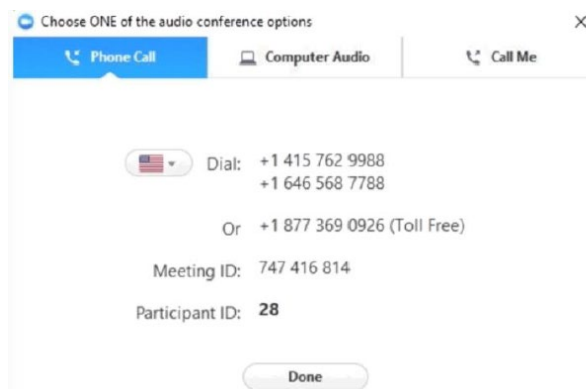 Choose ONE of the audio conference options
Phone Call
Computer Audio
Call Me
Dial: +1 415 762 9988
+1 646 568 7788
Or +1 877 369 0926 (Toll Free)
Meeting ID: 747 416 814
Participant ID: 28
Done